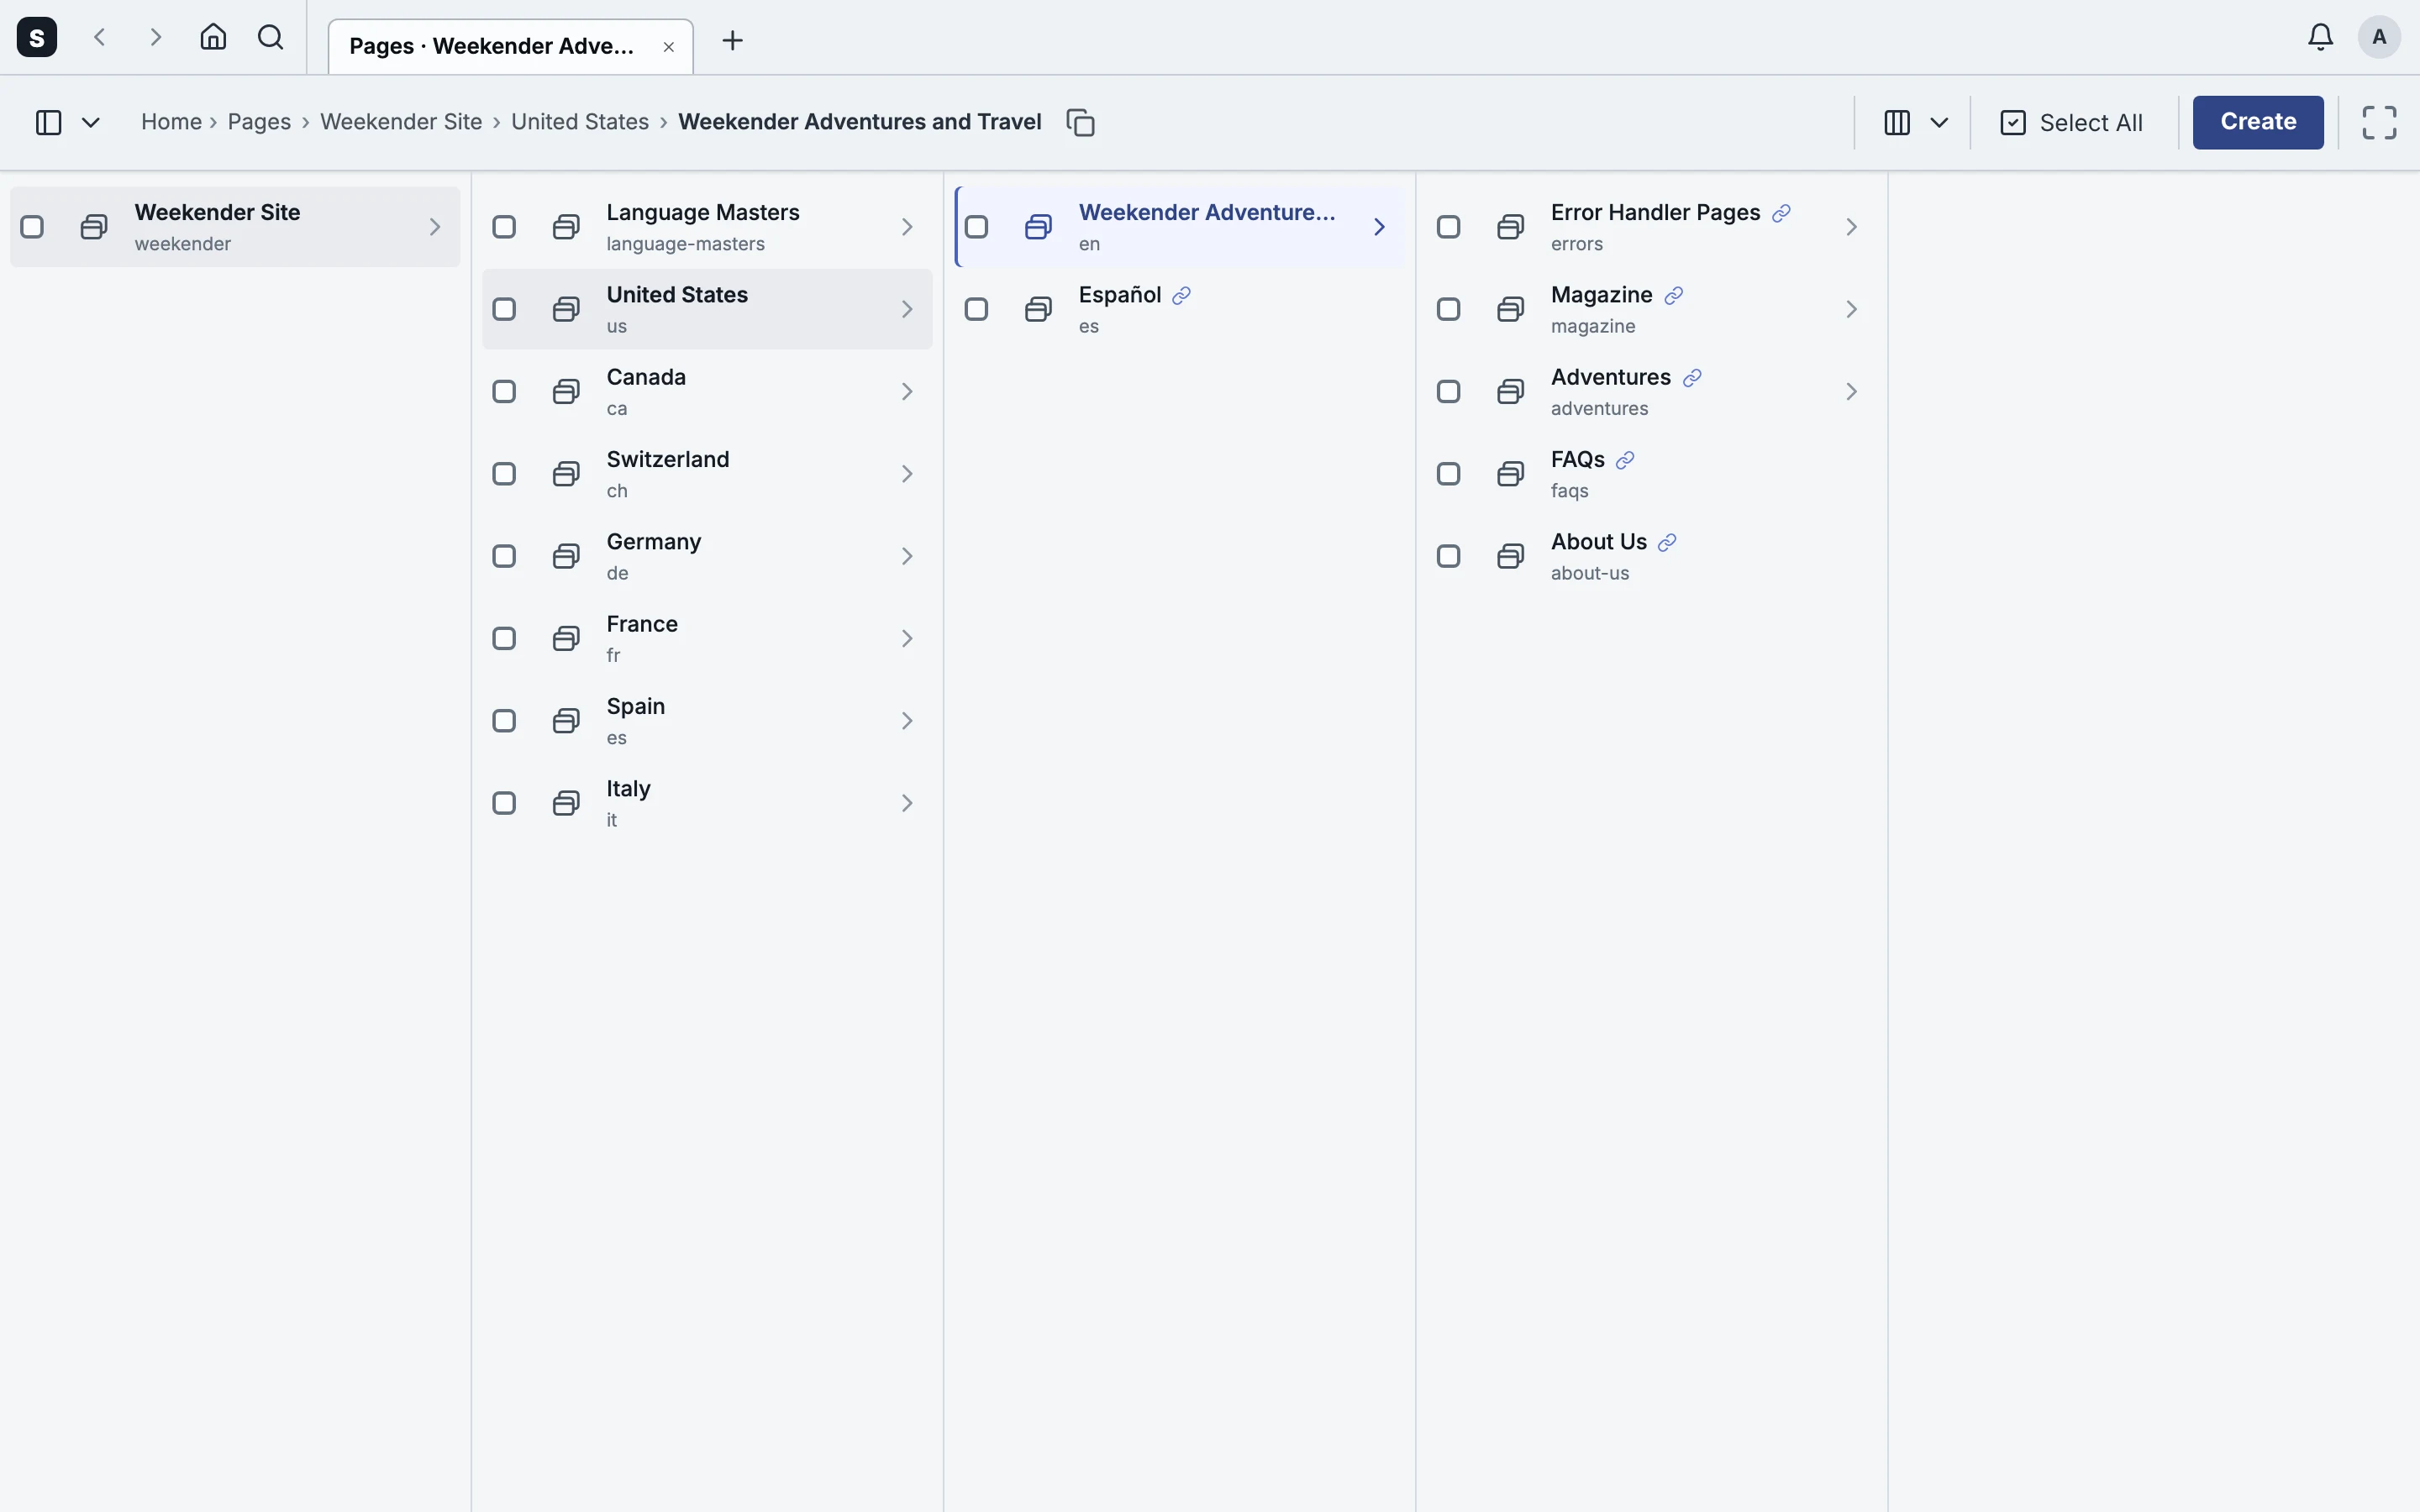 S
Pages · Weekender Adve...
A
Home › Pages › Weekender Site › United States › Weekender Adventures and Travel
Select All
Create
Weekender Site
weekender
Language Masters
language-masters
United States
us
Canada
ca
Switzerland
ch
Germany
de
France
fr
Spain
es
Italy
it
Weekender Adventure...
en
Español
es
Error Handler Pages
errors
Magazine
magazine
Adventures
adventures
FAQs
faqs
About Us
about-us